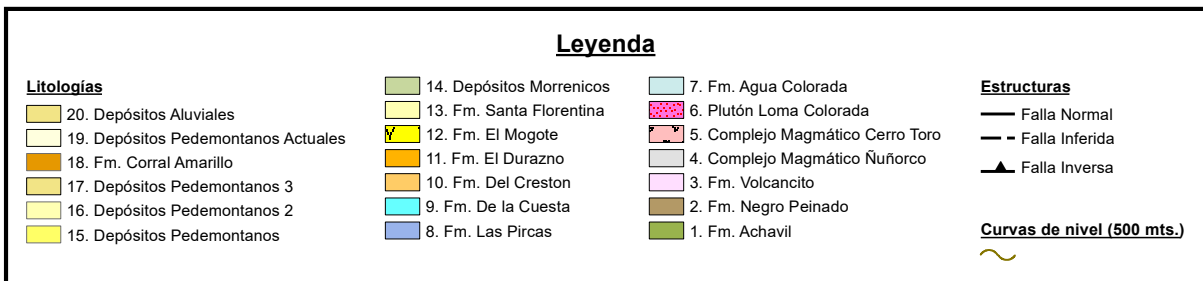 Leyenda
Litologías
20. Depósitos Aluviales
19. Depósitos Pedemontanos Actuales
18. Fm. Corral Amarillo
17. Depósitos Pedemontanos 3
16. Depósitos Pedemontanos 2
15. Depósitos Pedemontanos
14. Depósitos Morrenicos
13. Fm. Santa Florentina
12. Fm. El Mogote
11. Fm. El Durazno
10. Fm. Del Creston
9. Fm. De la Cuesta
8. Fm. Las Pircas
7. Fm. Agua Colorada
6. Plutón Loma Colorada
5. Complejo Magmático Cerro Toro
4. Complejo Magmático Ñuñorco
3. Fm. Volcancito
2. Fm. Negro Peinado
1. Fm. Achavil
Estructuras
Falla Normal
Falla Inferida
Falla Inversa
Curvas de nivel (500 mts.)